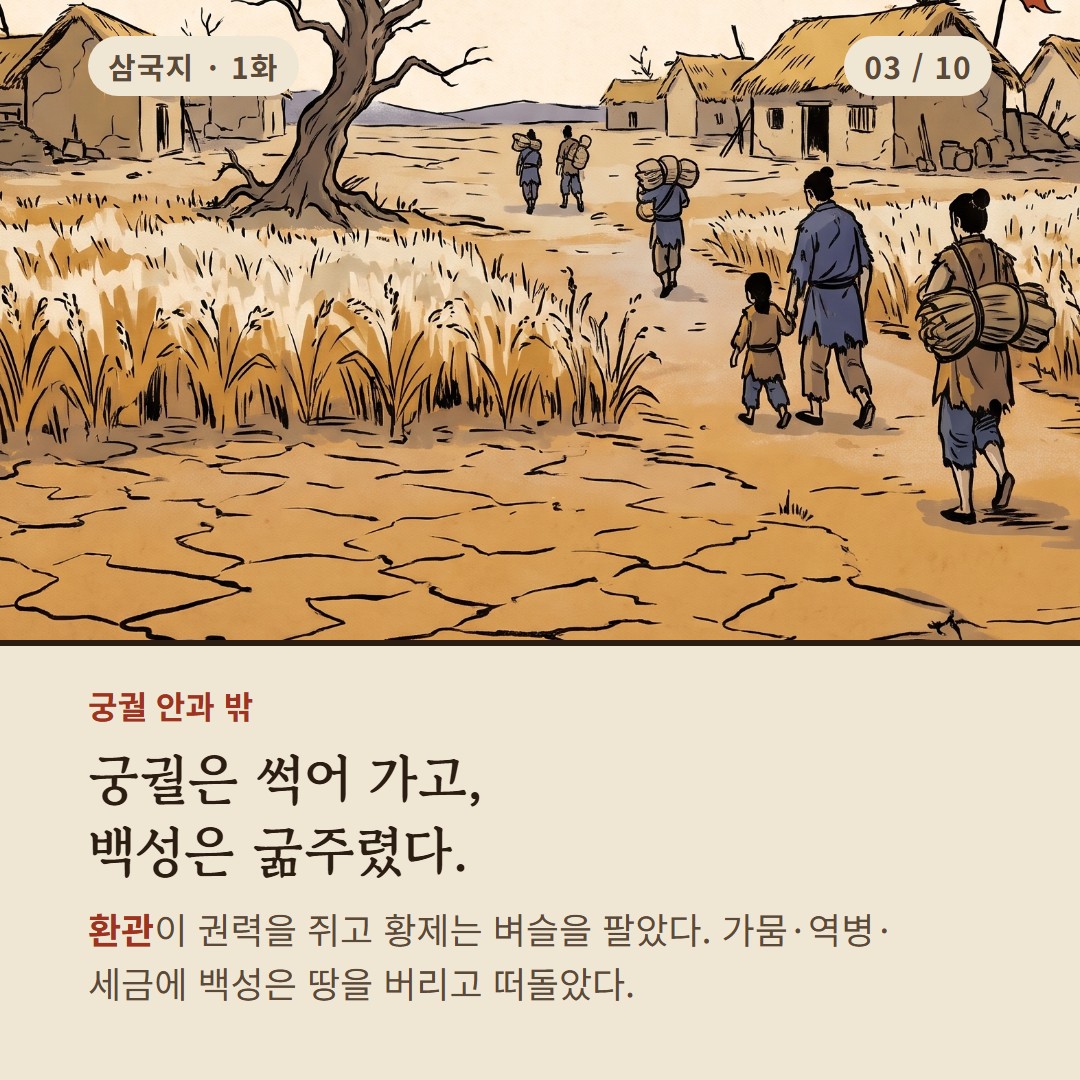 삼국지 · 1화
03 / 10
궁궐 안과 밖
궁궐은 썩어 가고,
백성은 굶주렸다.
환관이 권력을 쥐고 황제는 벼슬을 팔았다. 가뭄·역병·
세금에 백성은 땅을 버리고 떠돌았다.